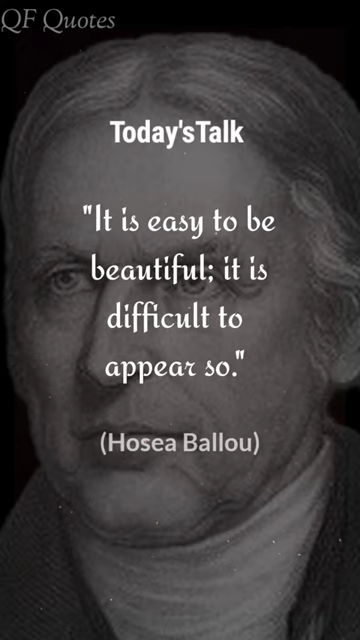 QF Quotes
Today'sTalk
"It is easy to be
beautiful; it is
difficult to
appear so."
(Hosea Ballou)